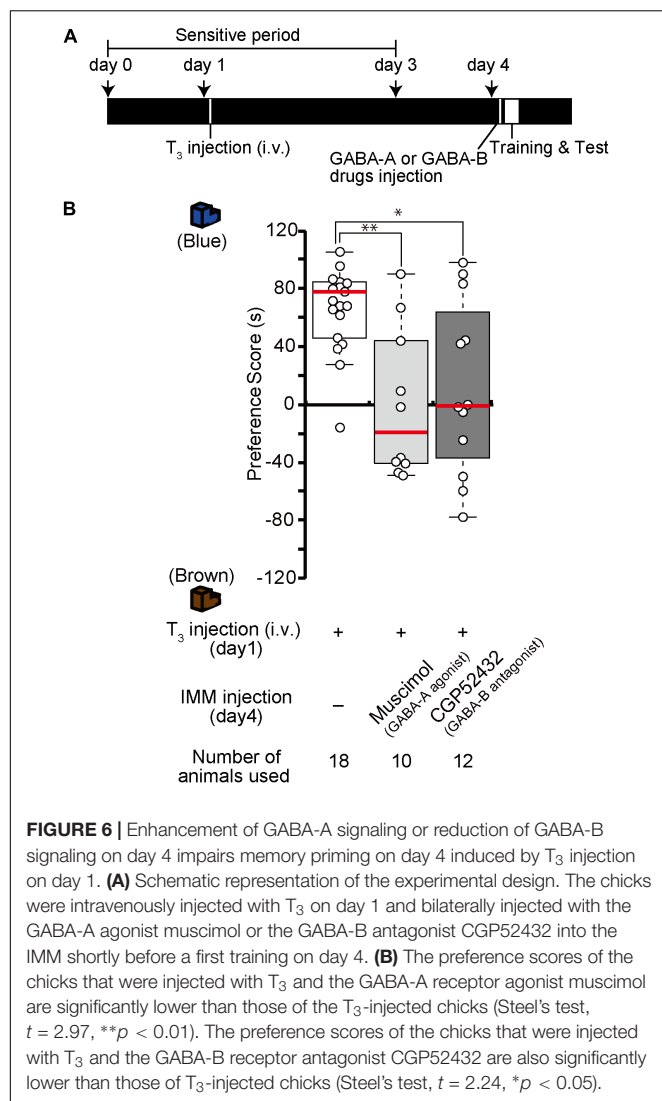 A
Sensitive period
day 0 day 1 day 3 day 4
T3 injection (i.v.)
GABA-A or GABA-B
drugs injection
Training & Test
B
(Blue)
120
80
40
0
-40
-80
-120
Preference Score (s)
*
**
(Brown)
T3 injection (i.v.)
(day1)
+ + +
IMM injection
(day4)
–
Muscimol
(GABA-A agonist)
CGP52432
(GABA-B antagonist)
Number of
animals used
18 10 12
FIGURE 6 | Enhancement of GABA-A signaling or reduction of GABA-B
signaling on day 4 impairs memory priming on day 4 induced by T3 injection
on day 1. (A) Schematic representation of the experimental design. The chicks
were intravenously injected with T3 on day 1 and bilaterally injected with the
GABA-A agonist muscimol or the GABA-B antagonist CGP52432 into the
IMM shortly before a first training on day 4. (B) The preference scores of the
chicks that were injected with T3 and the GABA-A receptor agonist muscimol
are significantly lower than those of the T3-injected chicks (Steel's test,
t = 2.97, **p < 0.01). The preference scores of the chicks that were injected
with T3 and the GABA-B receptor antagonist CGP52432 are also significantly
lower than those of T3-injected chicks (Steel's test, t = 2.24, *p < 0.05).